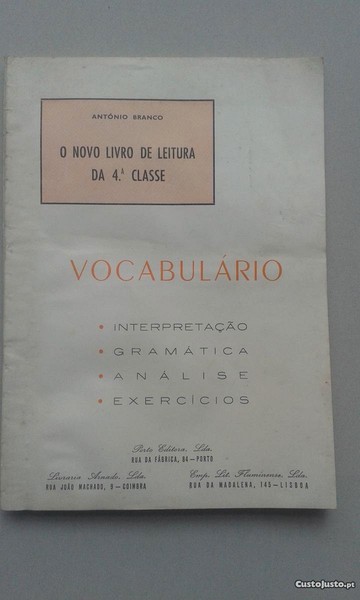 ANTÓNIO BRANCO
O NOVO LIVRO DE LEITURA
DA 4.ª CLASSE
VOCABULÁRIO
• INTERPRETAÇÃO
• GRAMÁTICA
• ANÁLISE
• EXERCÍCIOS
Porto Editora, Lda.
RUA DA FÁBRICA, 84 — PORTO
Livraria Arnado, Lda.
RUA JOÃO MACHADO, 9 — COIMBRA
Emp. Lit. Fluminense, Lda.
RUA DA MADALENA, 145 — LISBOA
CustoJusto.pt